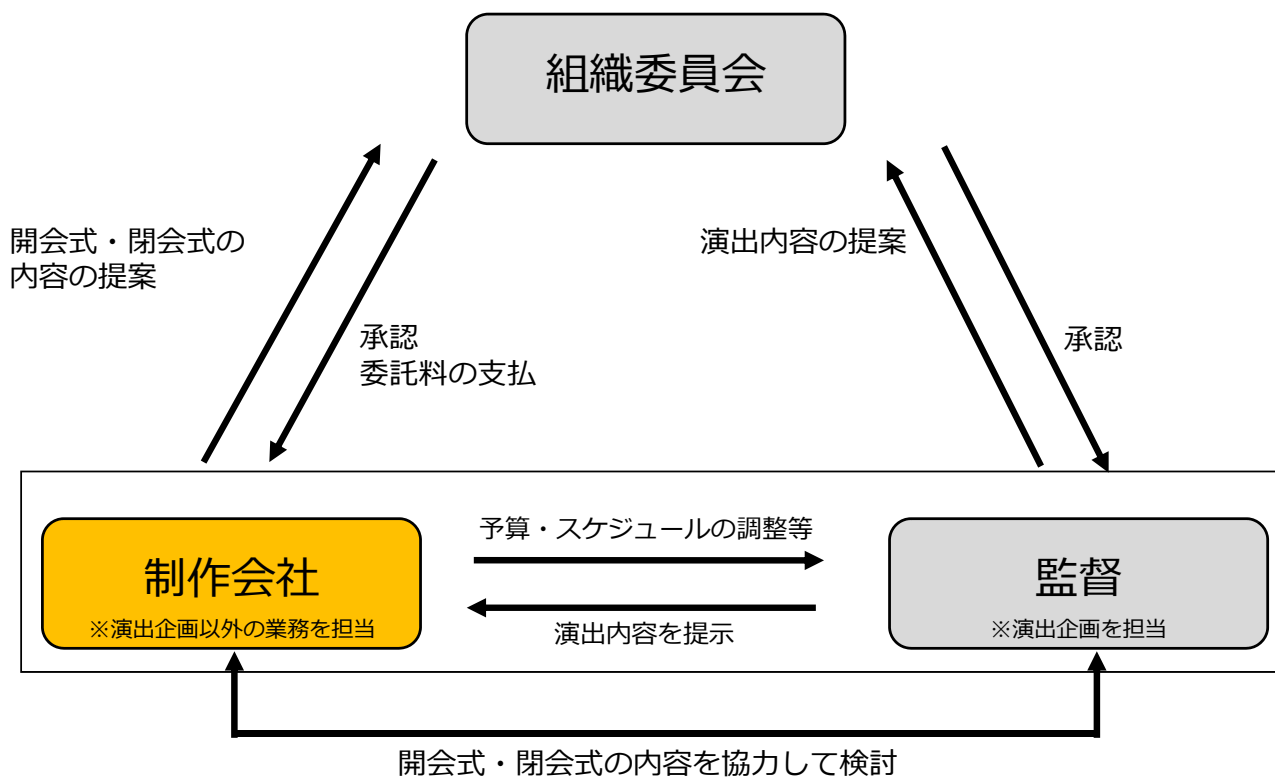 組織委員会
開会式・閉会式の
内容の提案
演出内容の提案
承認
委託料の支払
承認
予算・スケジュールの調整等
制作会社
※演出企画以外の業務を担当
監督
※演出企画を担当
演出内容を提示
開会式・閉会式の内容を協力して検討